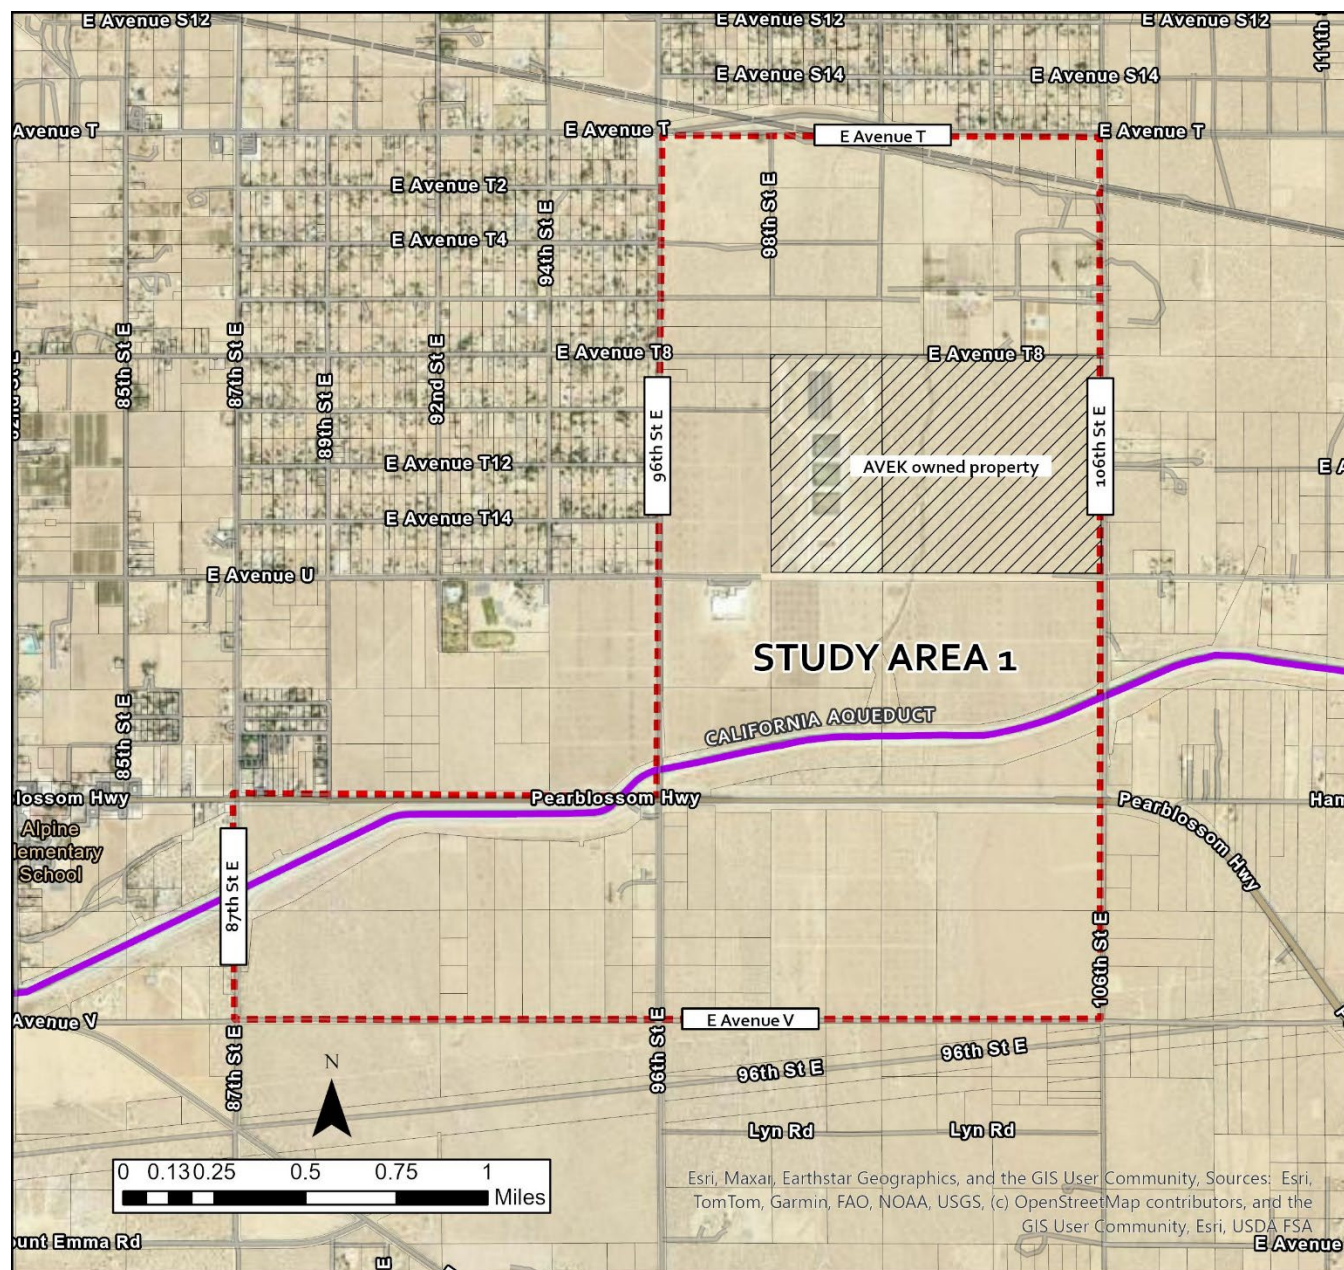 E Avenue S12
E Avenue S12
E Avenue S12
111th
E Avenue S14
E Avenue S14
Avenue T
E Avenue T
E Avenue T
E Avenue T
E Avenue T2
94th St E
98th St E
E Avenue T4
85th St E
87th St E
92nd St E
89th St E
E Avenue T8
E Avenue T8
96th St E
106th St E
AVEK owned property
E Avenue T12
E Avenue T14
E Avenue U
STUDY AREA 1
CALIFORNIA AQUEDUCT
85th St E
blossom Hwy
Pearblossom Hwy
Pearblossom Hwy
Alpine
lementary
School
87th St E
106th St E
Avenue V
E Avenue V
87th St E
96th St E
96th St E
96th St E
N
Lyn Rd
Lyn Rd
0 0.13 0.25 0.5 0.75 1
Miles
Esri, Maxar, Earthstar Geographics, and the GIS User Community, Sources: Esri,
TomTom, Garmin, FAO, NOAA, USGS, (c) OpenStreetMap contributors, and the
GIS User Community, Esri, USDA FSA
unt Emma Rd
E Avenue